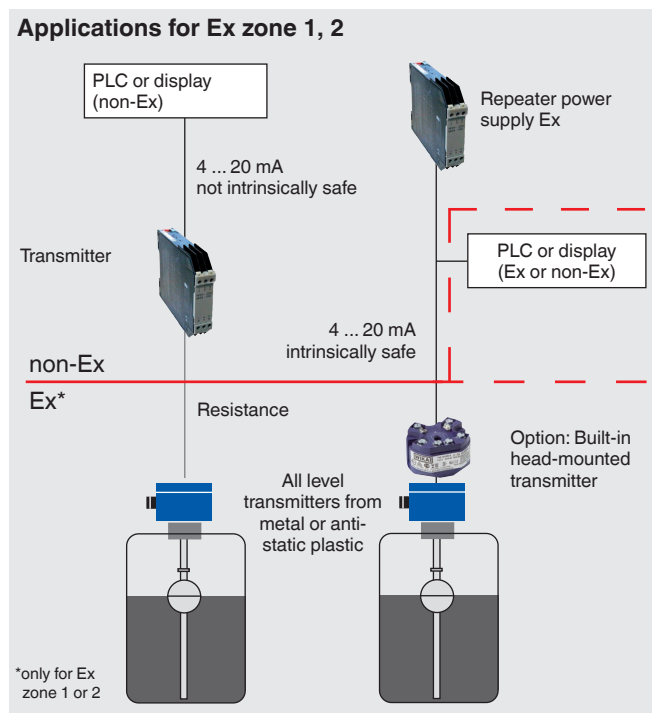 Applications for Ex zone 1, 2
PLC or display
(non-Ex)
Repeater power
supply Ex
4 ... 20 mA
not intrinsically safe
Transmitter
PLC or display
(Ex or non-Ex)
4 ... 20 mA
intrinsically safe
non-Ex
Ex*
Resistance
Option: Built-in
head-mounted
transmitter
All level
transmitters from
metal or anti-
static plastic
*only for Ex
zone 1 or 2